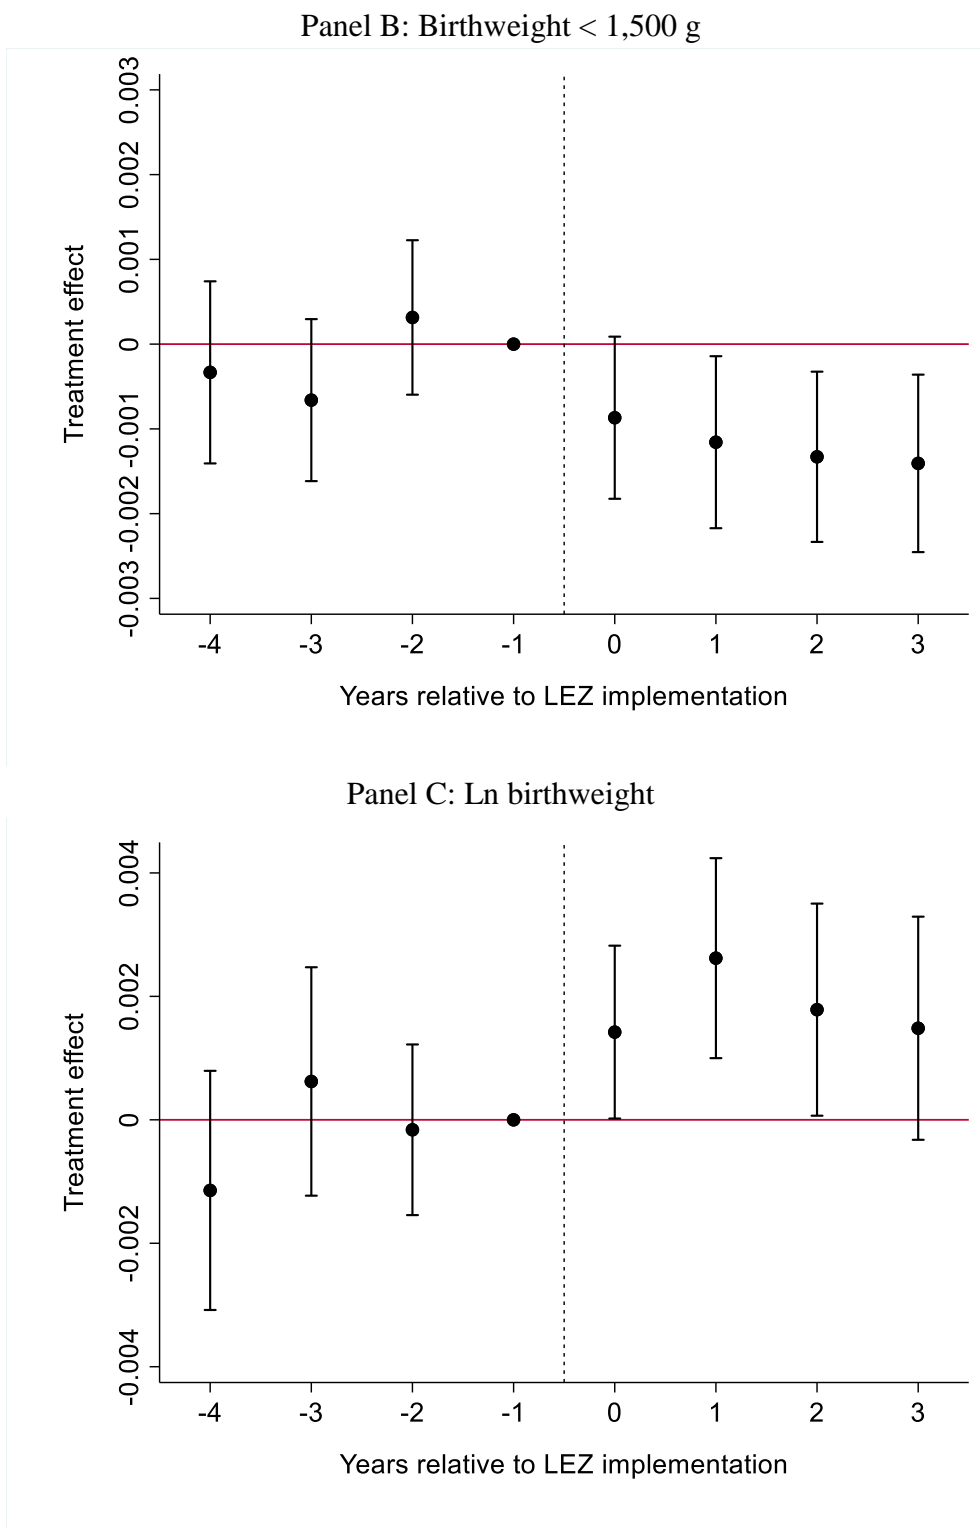 Panel B: Birthweight < 1,500 g
0.003
0.002
0.001
0
-0.001
-0.002
-0.003
Treatment effect
-4 -3 -2 -1 0 1 2 3
Years relative to LEZ implementation
Panel C: Ln birthweight
0.004
0.002
0
-0.002
-0.004
Treatment effect
-4 -3 -2 -1 0 1 2 3
Years relative to LEZ implementation